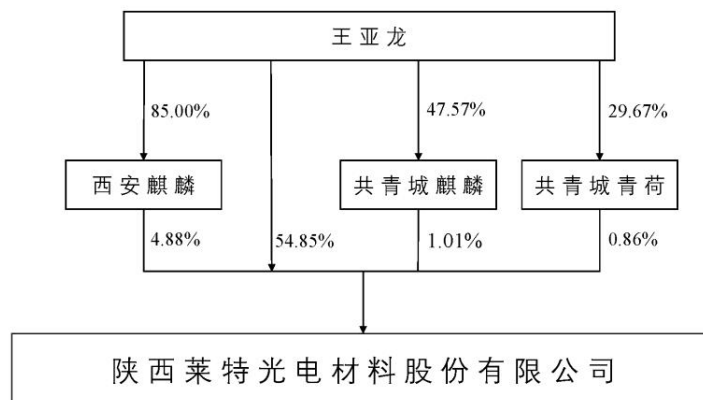 王亚龙
85.00%
47.57%
29.67%
西安麒麟
共青城麒麟
共青城青荷
4.88%
54.85%
1.01%
0.86%
陕西莱特光电材料股份有限公司